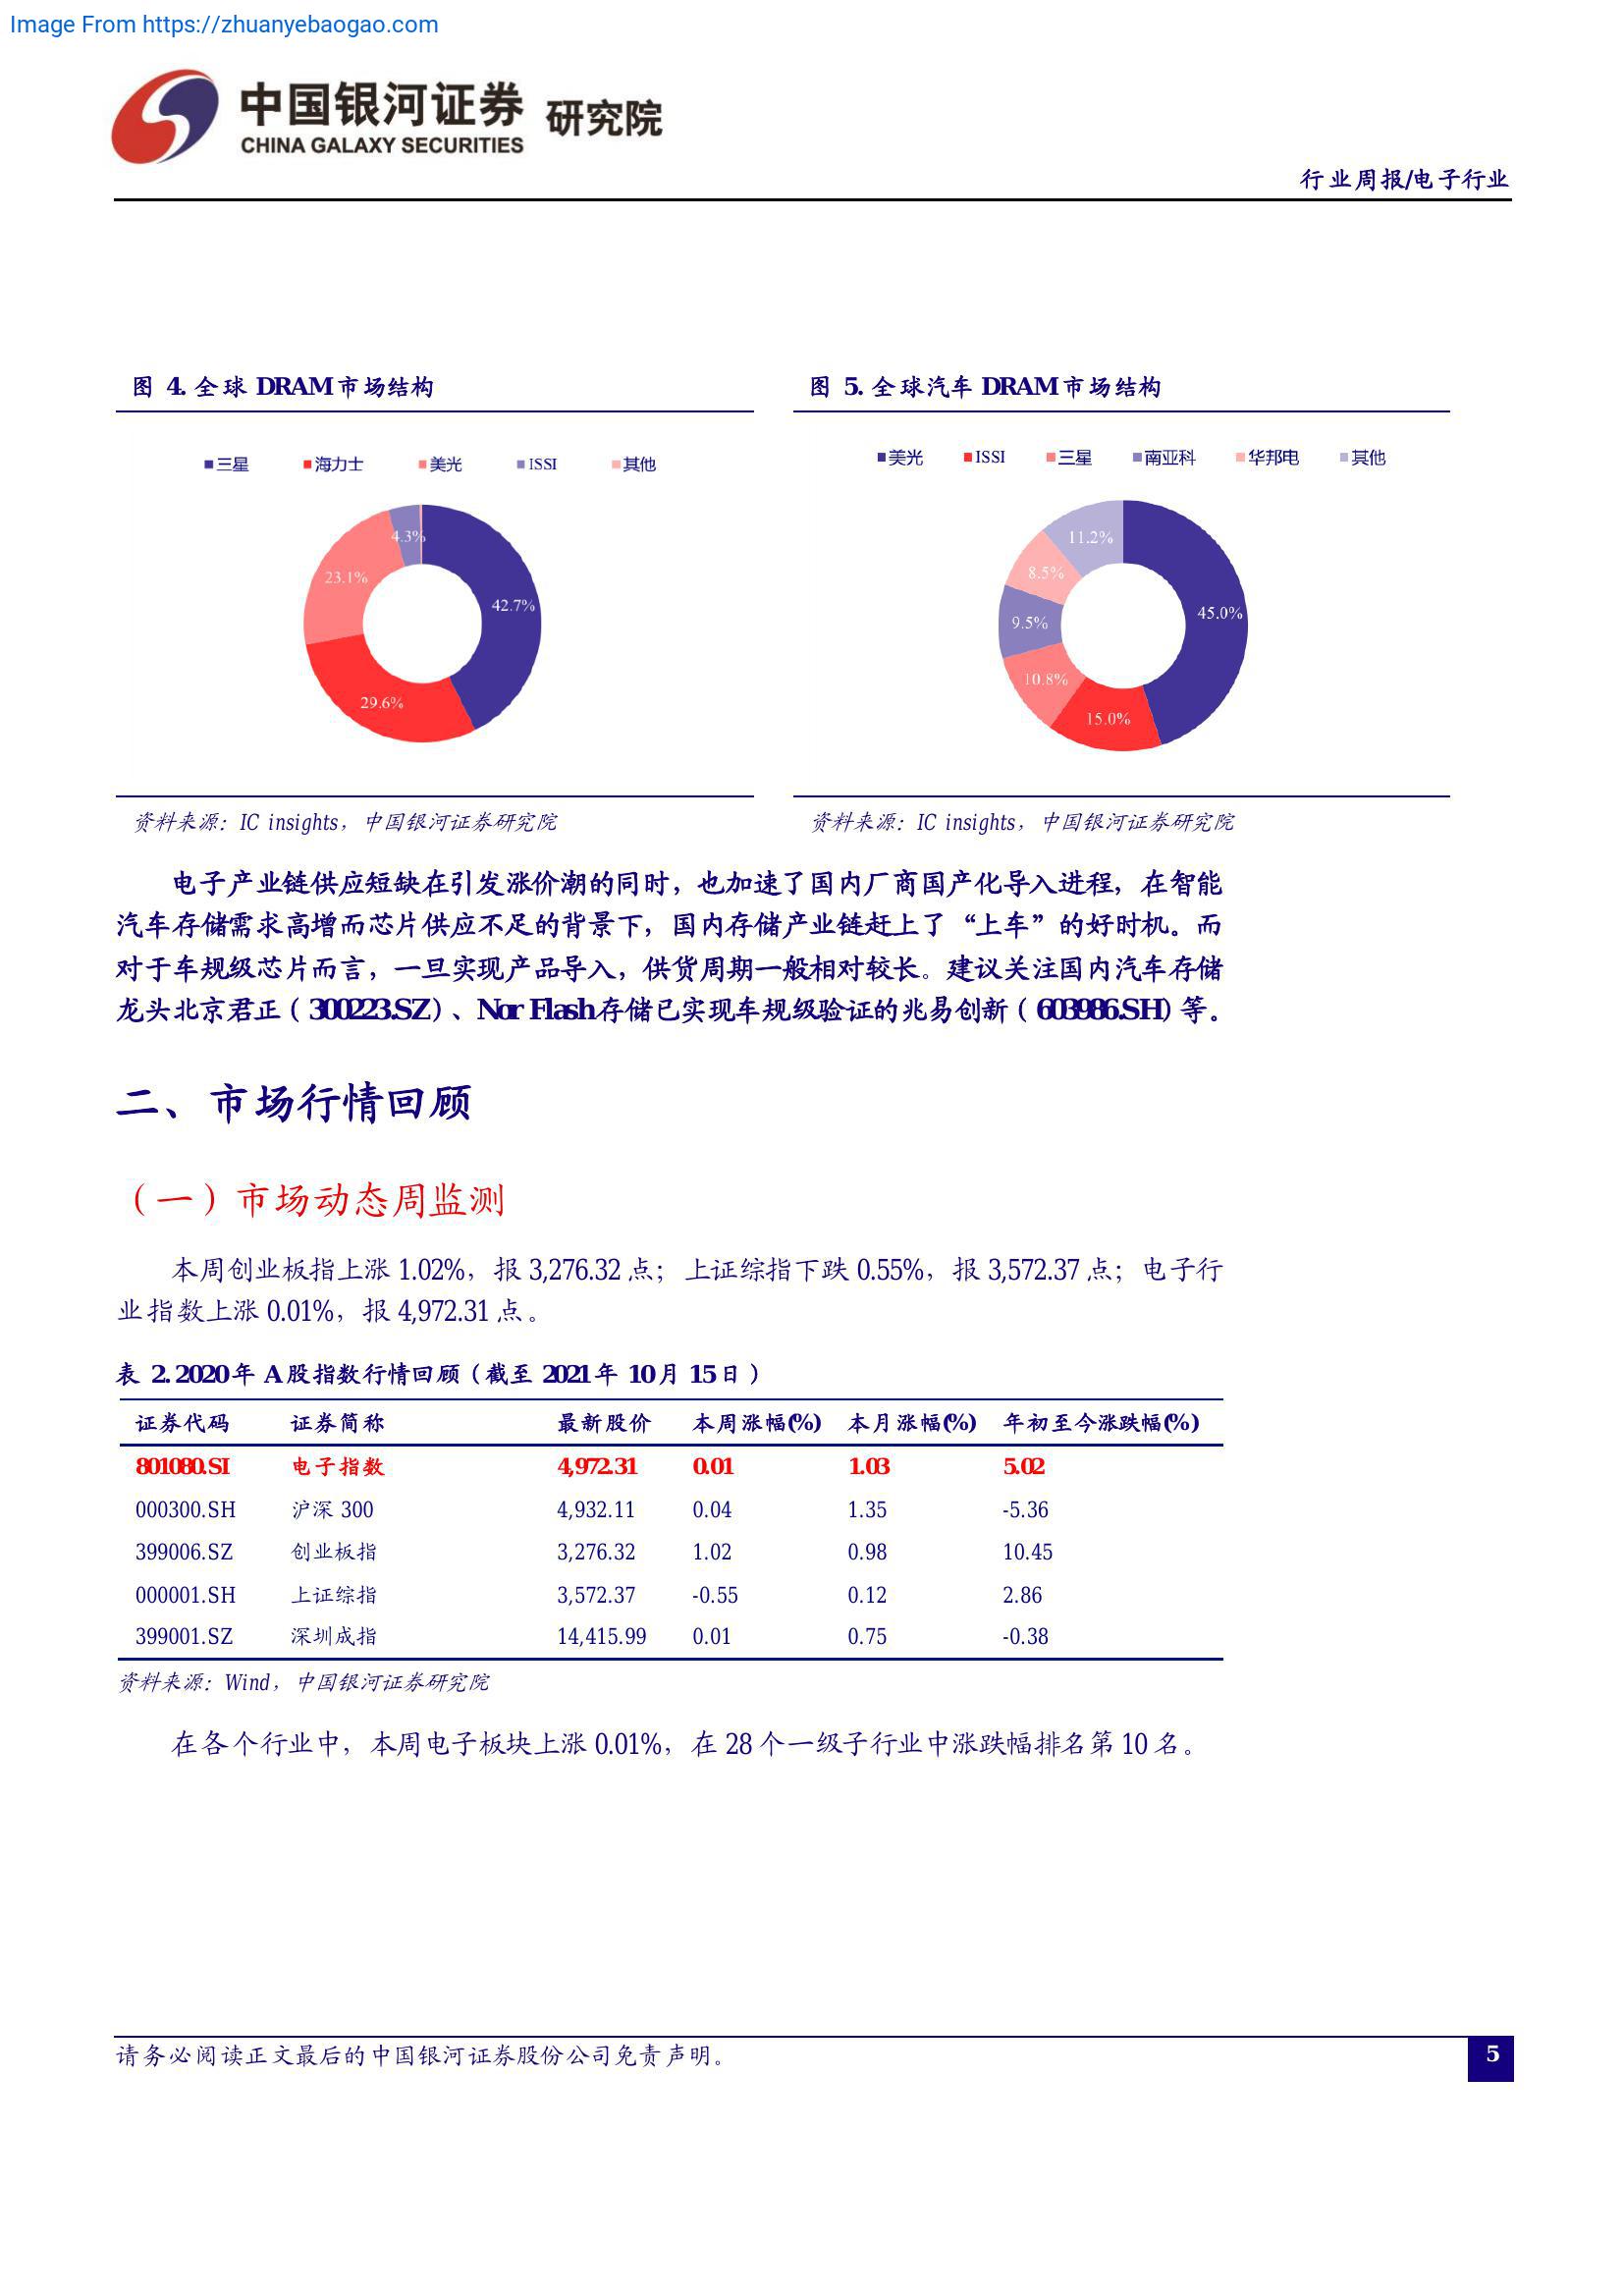 Image From https://zhuanyebaogao.com
中国银河证券 研究院
CHINA GALAXY SECURITIES
行业周报/电子行业
图 4. 全球 DRAM 市场结构
三星 海力士 美光 ISSI 其他
4.3%
23.1%
42.7%
29.6%
资料来源：IC insights，中国银河证券研究院
图 5. 全球汽车 DRAM 市场结构
美光 ISSI 三星 南亚科 华邦电 其他
11.2%
8.5%
45.0%
9.5%
10.8%
15.0%
资料来源：IC insights，中国银河证券研究院
电子产业链供应短缺在引发涨价潮的同时，也加速了国内厂商国产化导入进程，在智能
汽车存储需求高增而芯片供应不足的背景下，国内存储产业链赶上了“上车”的好时机。而
对于车规级芯片而言，一旦实现产品导入，供货周期一般相对较长。建议关注国内汽车存储
龙头北京君正（300223.SZ）、Nor Flash 存储已实现车规级验证的兆易创新（603986.SH）等。
二、市场行情回顾
（一）市场动态周监测
本周创业板指上涨 1.02%，报 3,276.32 点；上证综指下跌 0.55%，报 3,572.37 点；电子行
业指数上涨 0.01%，报 4,972.31 点。
表 2. 2020 年 A 股指数行情回顾（截至 2021 年 10 月 15 日）
证券代码 证券简称 最新股价 本周涨幅(%) 本月涨幅(%) 年初至今涨跌幅(%)
801080.SI 电子指数 4,972.31 0.01 1.03 5.02
000300.SH 沪深 300 4,932.11 0.04 1.35 -5.36
399006.SZ 创业板指 3,276.32 1.02 0.98 10.45
000001.SH 上证综指 3,572.37 -0.55 0.12 2.86
399001.SZ 深圳成指 14,415.99 0.01 0.75 -0.38
资料来源：Wind，中国银河证券研究院
在各个行业中，本周电子板块上涨 0.01%，在 28 个一级子行业中涨跌幅排名第 10 名。
请务必阅读正文最后的中国银河证券股份公司免责声明。
5